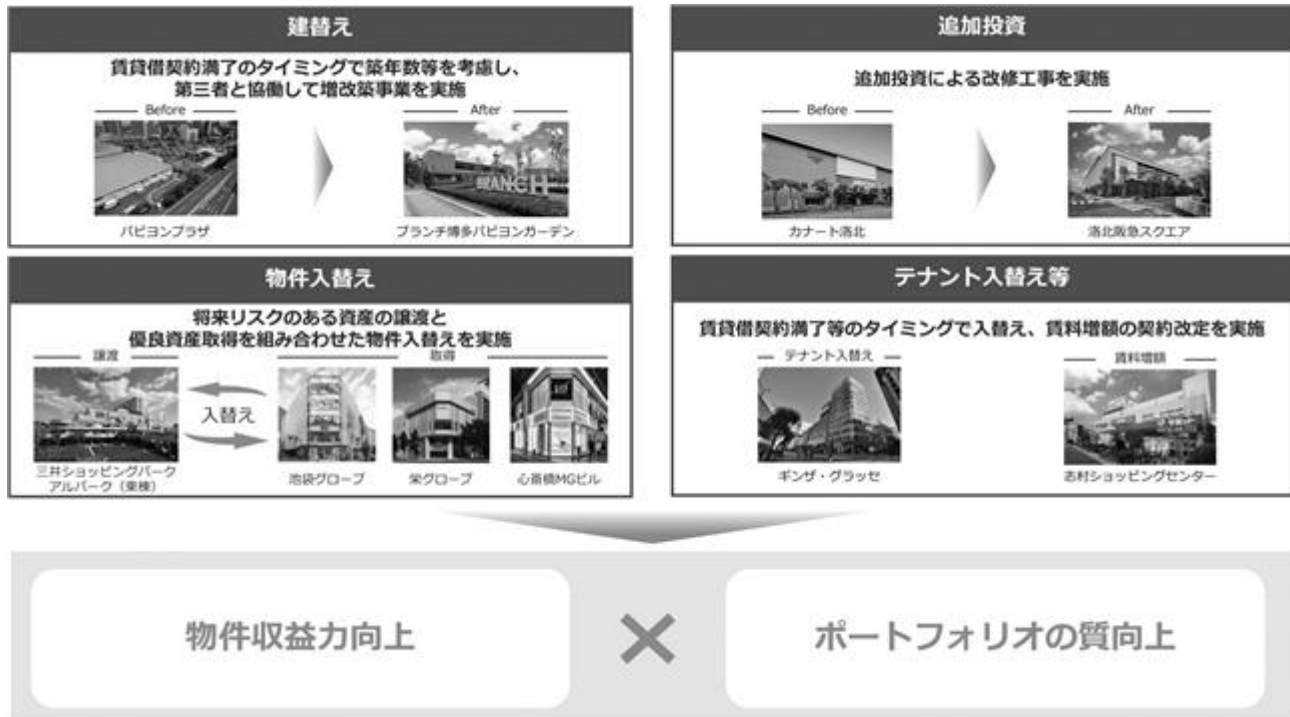 建替え
賃貸借契約満了のタイミングで築年数等を考慮し、
第三者と協働して増改築事業を実施
Before
After
パピヨンプラザ
ブランチ博多パピヨンガーデン
追加投資
追加投資による改修工事を実施
Before
After
カナート洛北
洛北阪急スクエア
物件入替え
将来リスクのある資産の譲渡と
優良資産取得を組み合わせた物件入替えを実施
譲渡
取得
入替え
三井ショッピングパーク
アルパーク（東棟）
池袋グローブ
栄グローブ
心斎橋MGビル
テナント入替え等
賃貸借契約満了等のタイミングで入替え、賃料増額の契約改定を実施
テナント入替え
賃料増額
ギンザ・グラッセ
志村ショッピングセンター
BRANCH
物件収益力向上
×
ポートフォリオの質向上